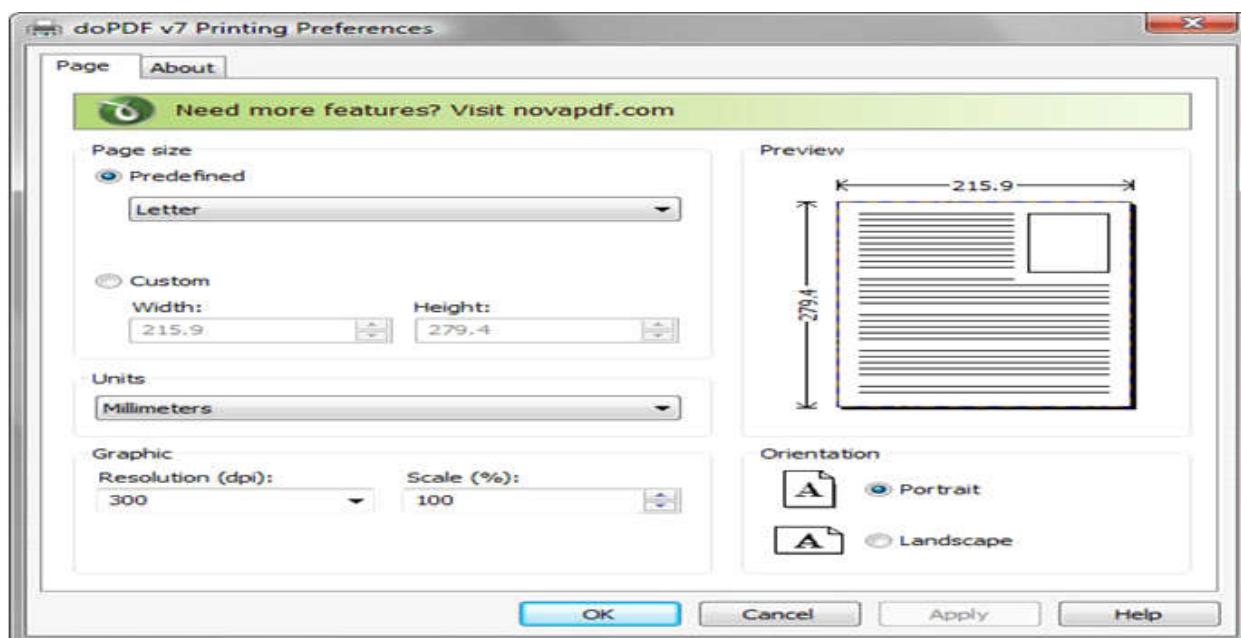 doPDF v7 Printing Preferences
Page
About
Need more features? Visit novapdf.com
Page size
Predefined
Letter
Custom
Width:
Height:
215.9
279.4
Units
Millimeters
Graphic
Resolution (dpi):
Scale (%):
300
100
Preview
215.9
279.4
Orientation
A
Portrait
A
Landscape
OK
Cancel
Apply
Help